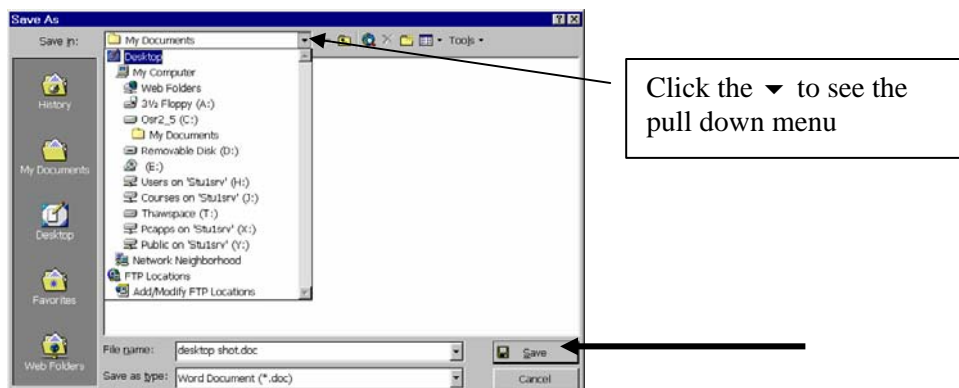 Save As
Save in:
My Documents
Tools
Desktop
My Computer
Web Folders
3½ Floppy (A:)
Osr2_5 (C:)
My Documents
Removable Disk (D:)
(E:)
Users on 'Stu1srv' (H:)
Courses on 'Stu1srv' (J:)
Thawspace (T:)
Pcapps on 'Stu1srv' (X:)
Public on 'Stu1srv' (Y:)
Network Neighborhood
FTP Locations
Add/Modify FTP Locations
History
My Documents
Desktop
Favorites
Web Folders
File name:
desktop shot.doc
Save
Save as type:
Word Document (*.doc)
Cancel
Click the ▾ to see the
pull down menu